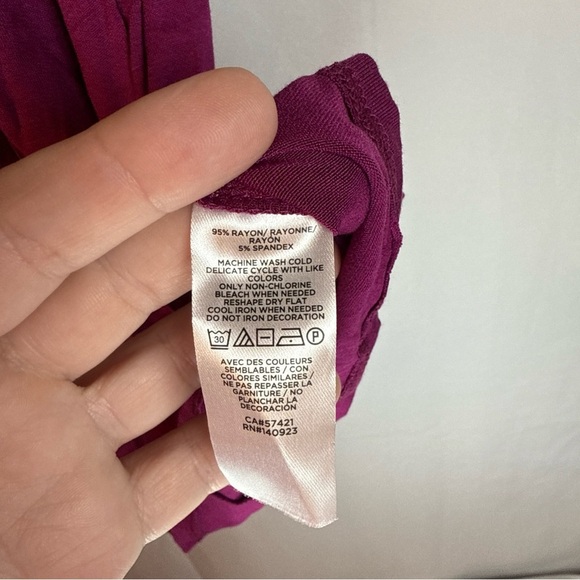 95% RAYON/ RAYONNE/
RAYÓN
5% SPANDEX
MACHINE WASH COLD
DELICATE CYCLE WITH LIKE
COLORS
ONLY NON-CHLORINE
BLEACH WHEN NEEDED
RESHAPE DRY FLAT
COOL IRON WHEN NEEDED
DO NOT IRON DECORATION
30 P
AVEC DES COULEURS
SEMBLABLES / CON
COLORES SIMILARES /
NE PAS REPASSER LA
GARNITURE / NO
PLANCHAR LA
DECORACIÓN
CA#57421
RN#140923